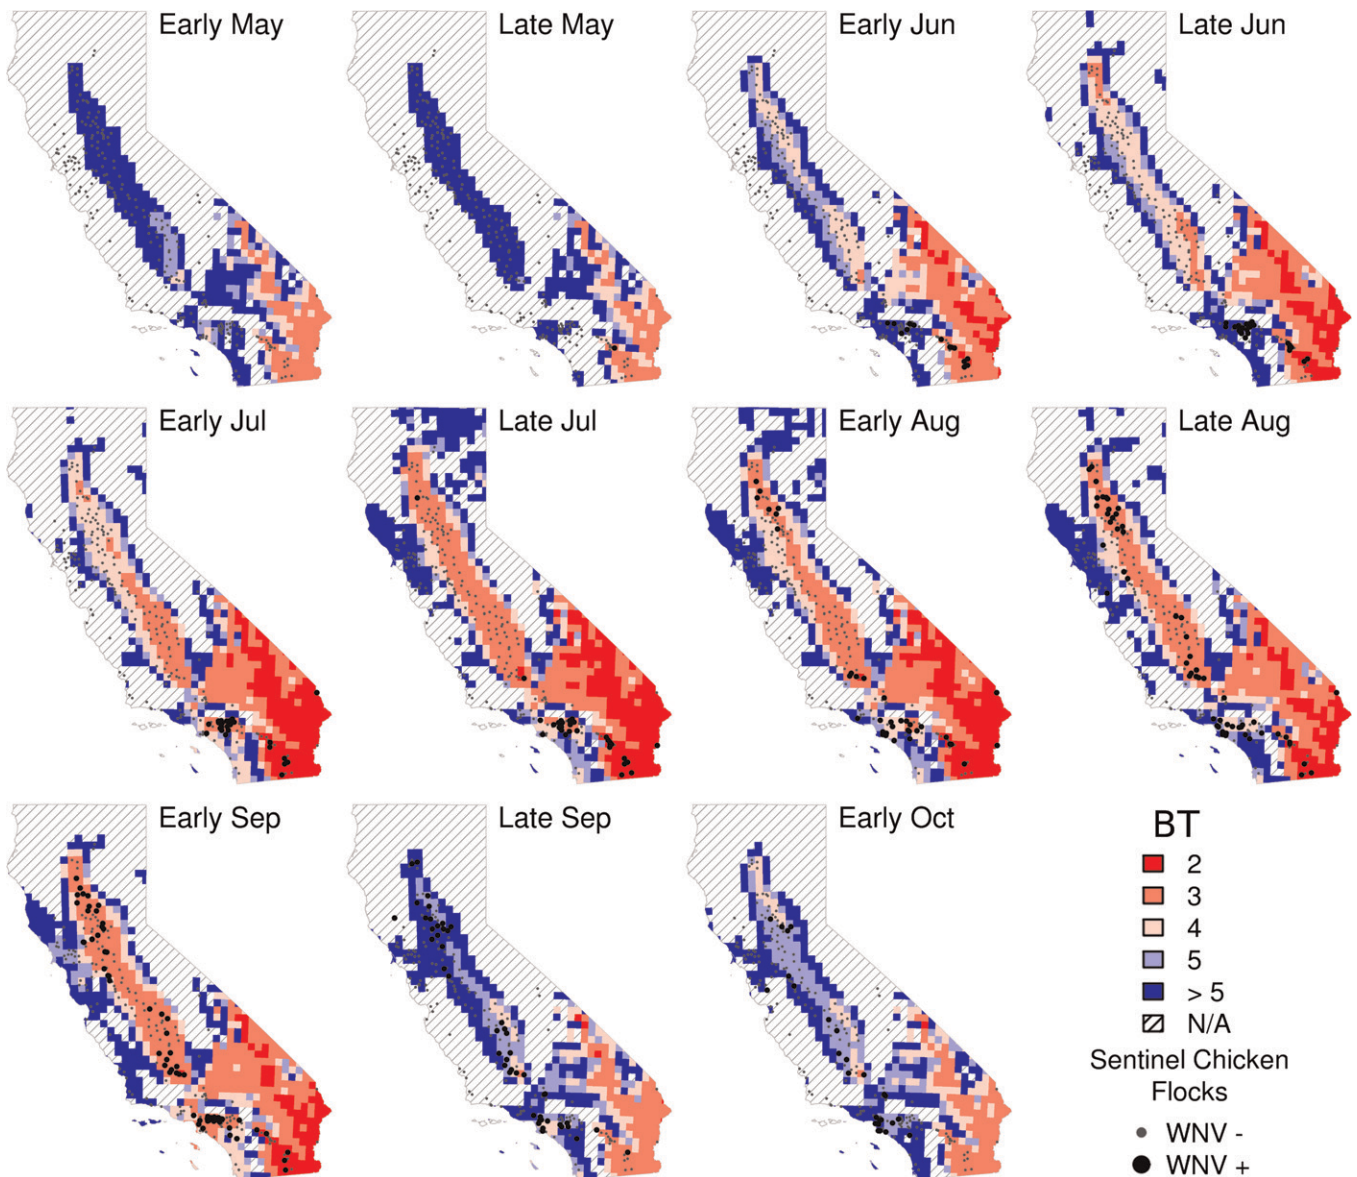 Early May
Late May
Early Jun
Late Jun
Early Jul
Late Jul
Early Aug
Late Aug
Early Sep
Late Sep
Early Oct
BT
2
3
4
5
> 5
N/A
Sentinel Chicken
Flocks
WNV -
WNV +